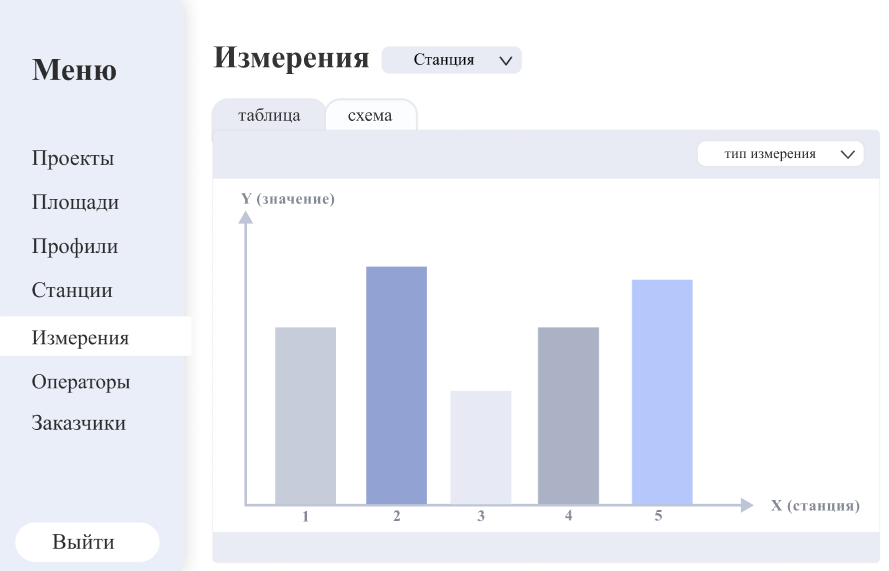 Меню
Проекты
Площади
Профили
Станции
Измерения
Операторы
Заказчики
Выйти
Измерения
Станция
таблица
схема
тип измерения
Y (значение)
1
2
3
4
5
X (станция)